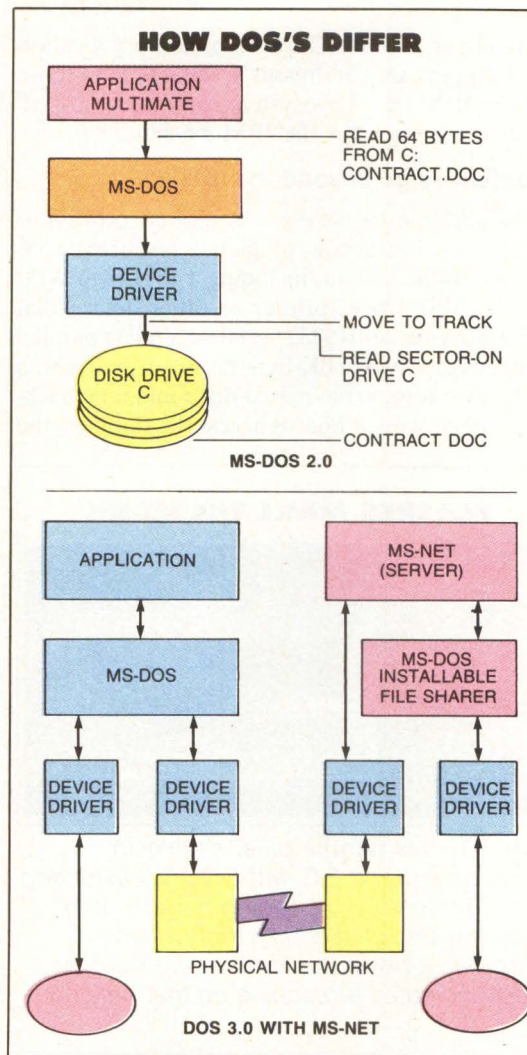 HOW DOS'S DIFFER
APPLICATION
MULTIMATE
READ 64 BYTES
FROM C:
CONTRACT.DOC
MS-DOS
DEVICE
DRIVER
MOVE TO TRACK
READ SECTOR-ON
DRIVE C
DISK DRIVE
C
CONTRACT DOC
MS-DOS 2.0
APPLICATION
MS-NET
(SERVER)
MS-DOS
MS-DOS
INSTALLABLE
FILE SHARER
DEVICE
DRIVER
DEVICE
DRIVER
DEVICE
DRIVER
DEVICE
DRIVER
PHYSICAL NETWORK
DOS 3.0 WITH MS-NET